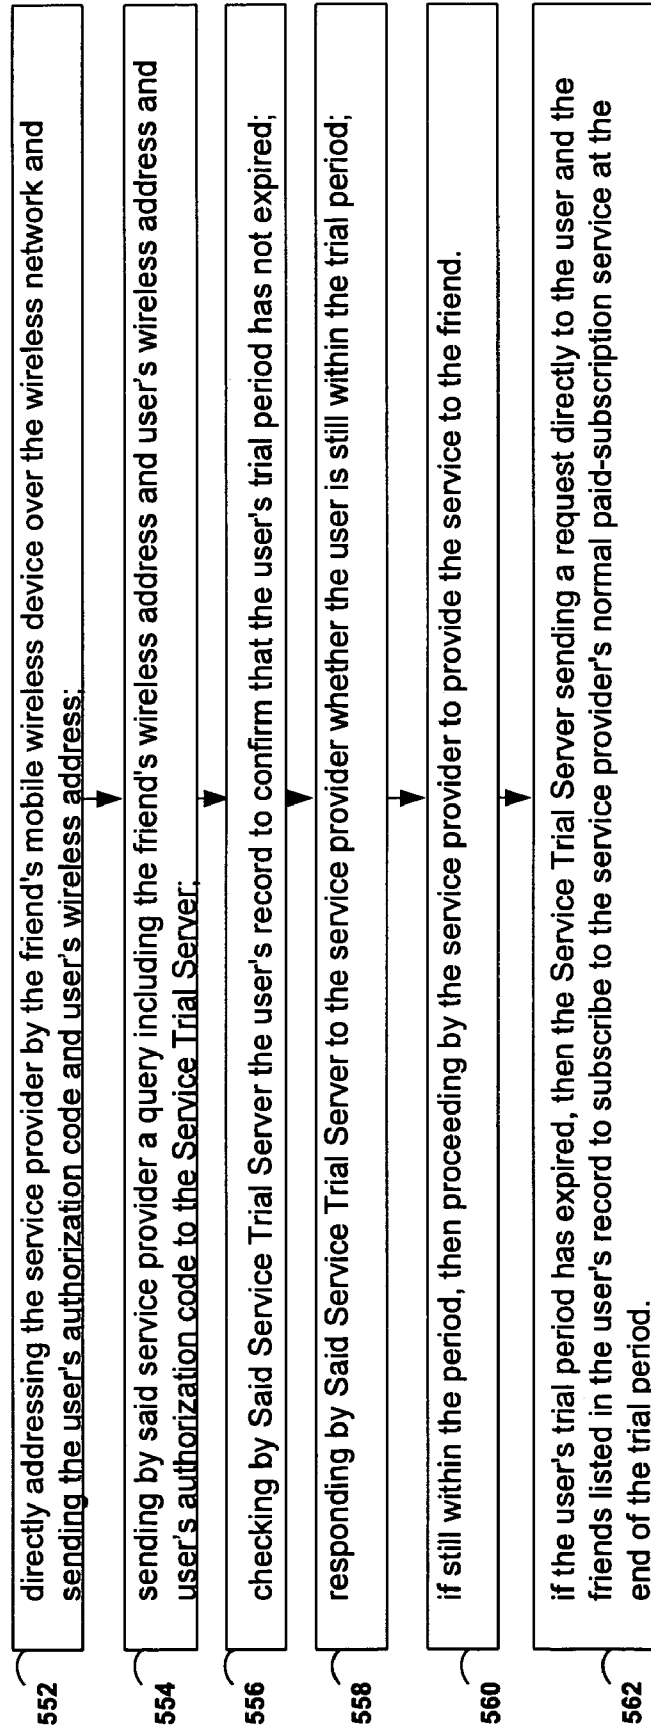 552
directly addressing the service provider by the friend's mobile wireless device over the wireless network and
sending the user's authorization code and user's wireless address;
554
sending by said service provider a query including the friend's wireless address and user's wireless address and
user's authorization code to the Service Trial Server;
556
checking by Said Service Trial Server the user's record to confirm that the user's trial period has not expired;
558
responding by Said Service Trial Server to the service provider whether the user is still within the trial period;
560
if still within the period, then proceeding by the service provider to provide the service to the friend.
562
if the user's trial period has expired, then the Service Trial Server sending a request directly to the user and the
friends listed in the user's record to subscribe to the service provider's normal paid-subscription service at the
end of the trial period.